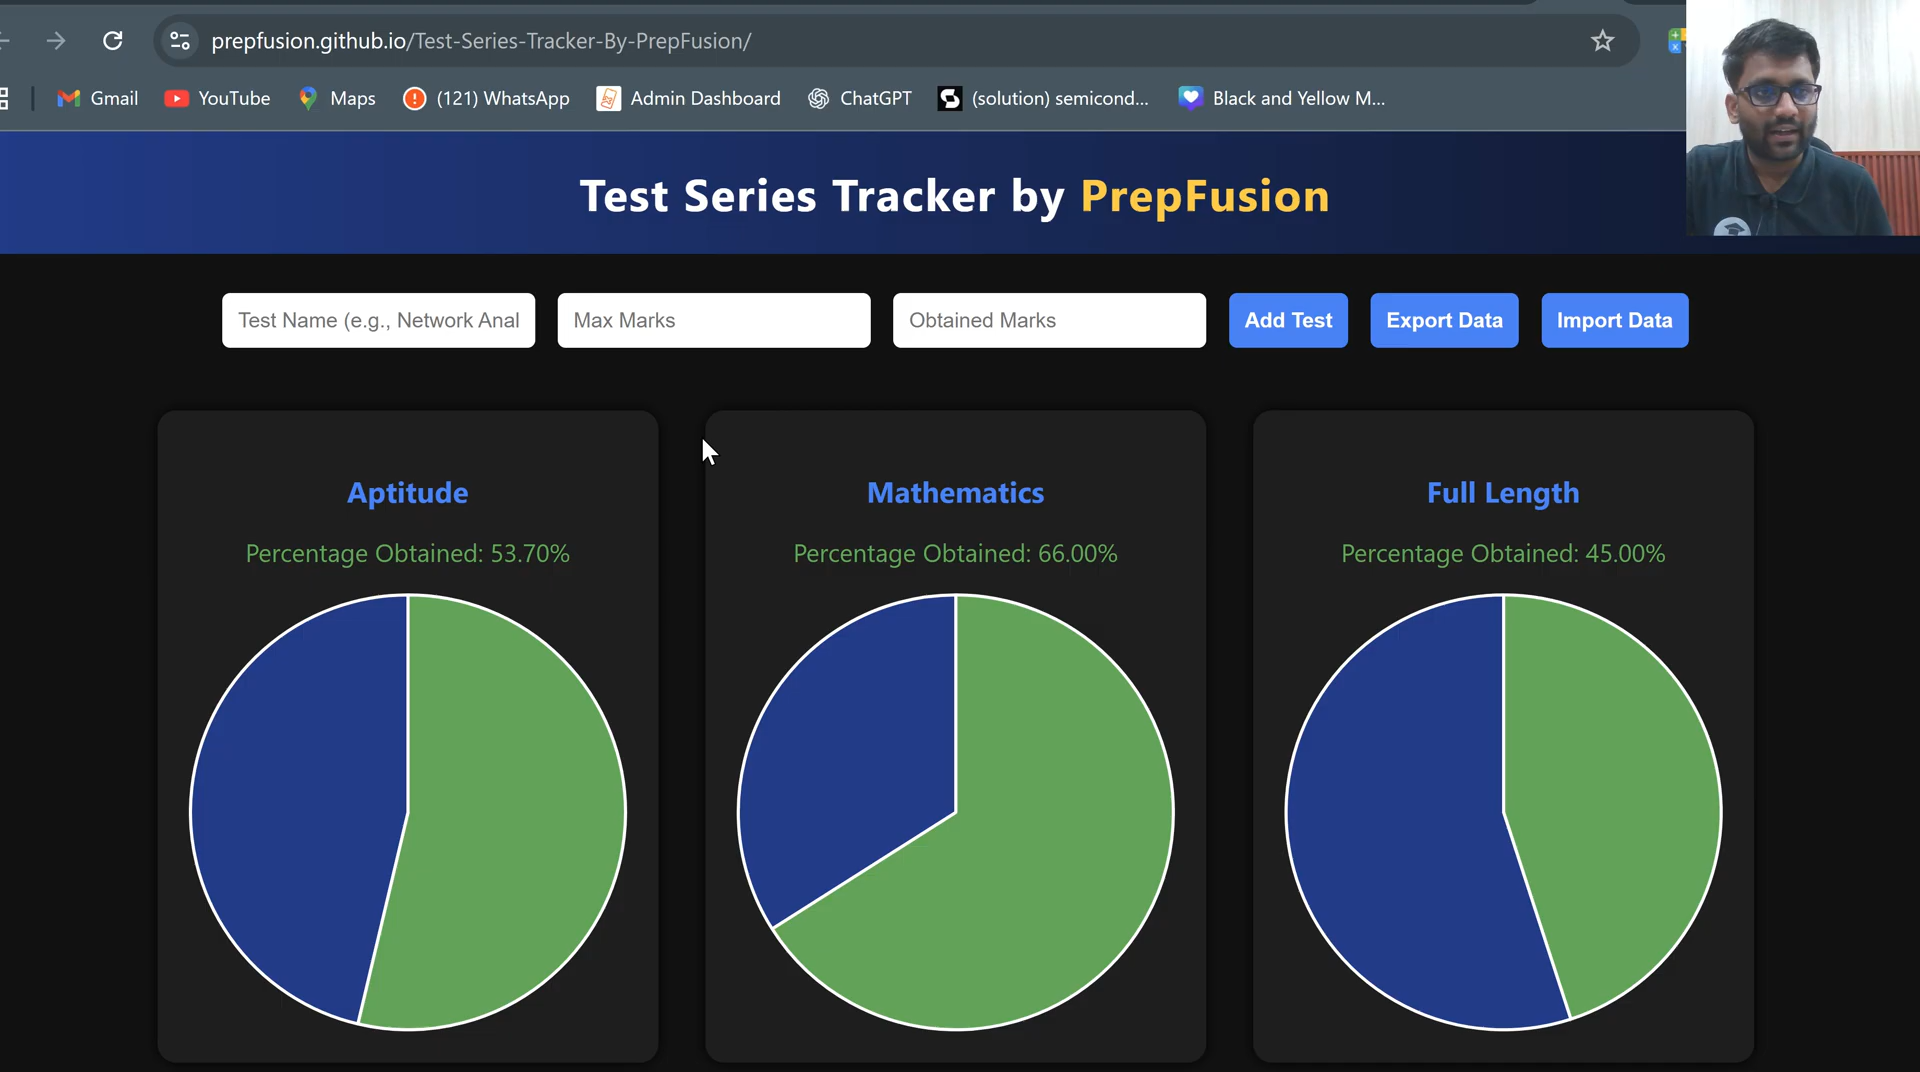 prepfusion.github.io/Test-Series-Tracker-By-PrepFusion/
Gmail
YouTube
Maps
(121) WhatsApp
Admin Dashboard
ChatGPT
(solution) semicond...
Black and Yellow M...
Test Series Tracker by PrepFusion
Test Name (e.g., Network Anal
Max Marks
Obtained Marks
Add Test
Export Data
Import Data
Aptitude
Percentage Obtained: 53.70%
Mathematics
Percentage Obtained: 66.00%
Full Length
Percentage Obtained: 45.00%